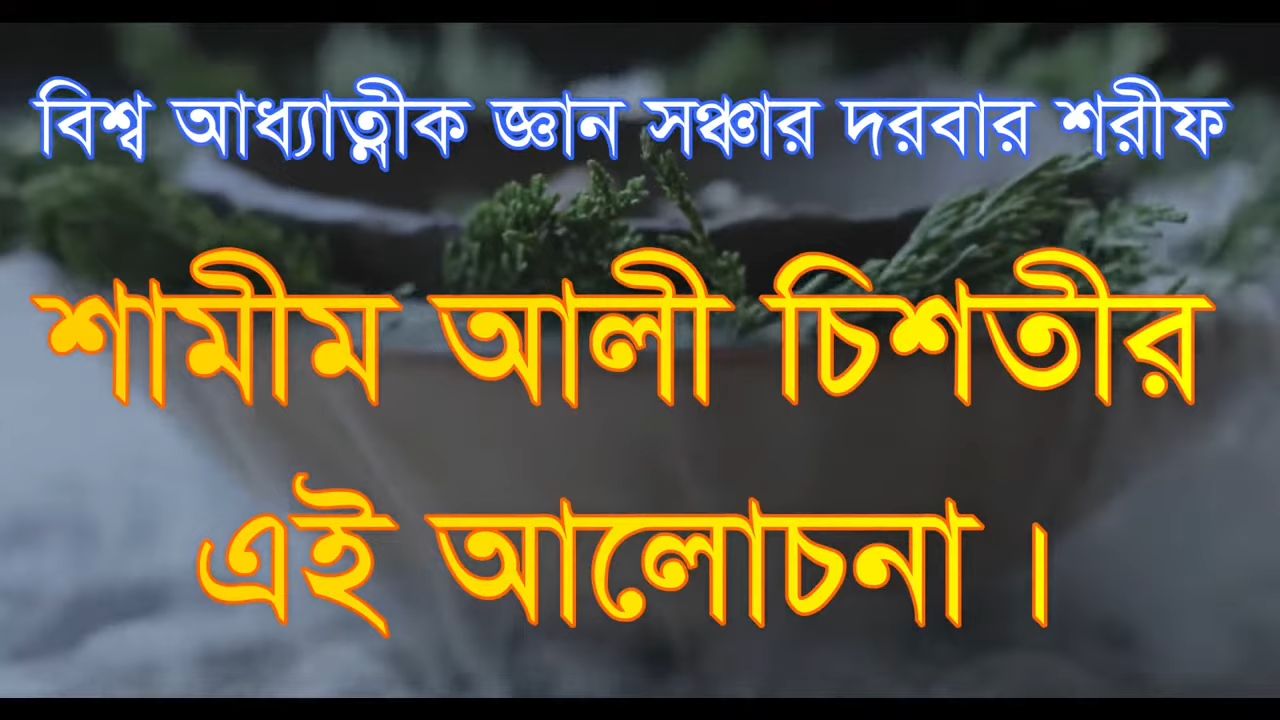 বিশ্ব আধ্যাত্নীক জ্ঞান সঞ্চার দরবার শরীফ
শামীম আলী চিশতীর
এই আলোচনা ।